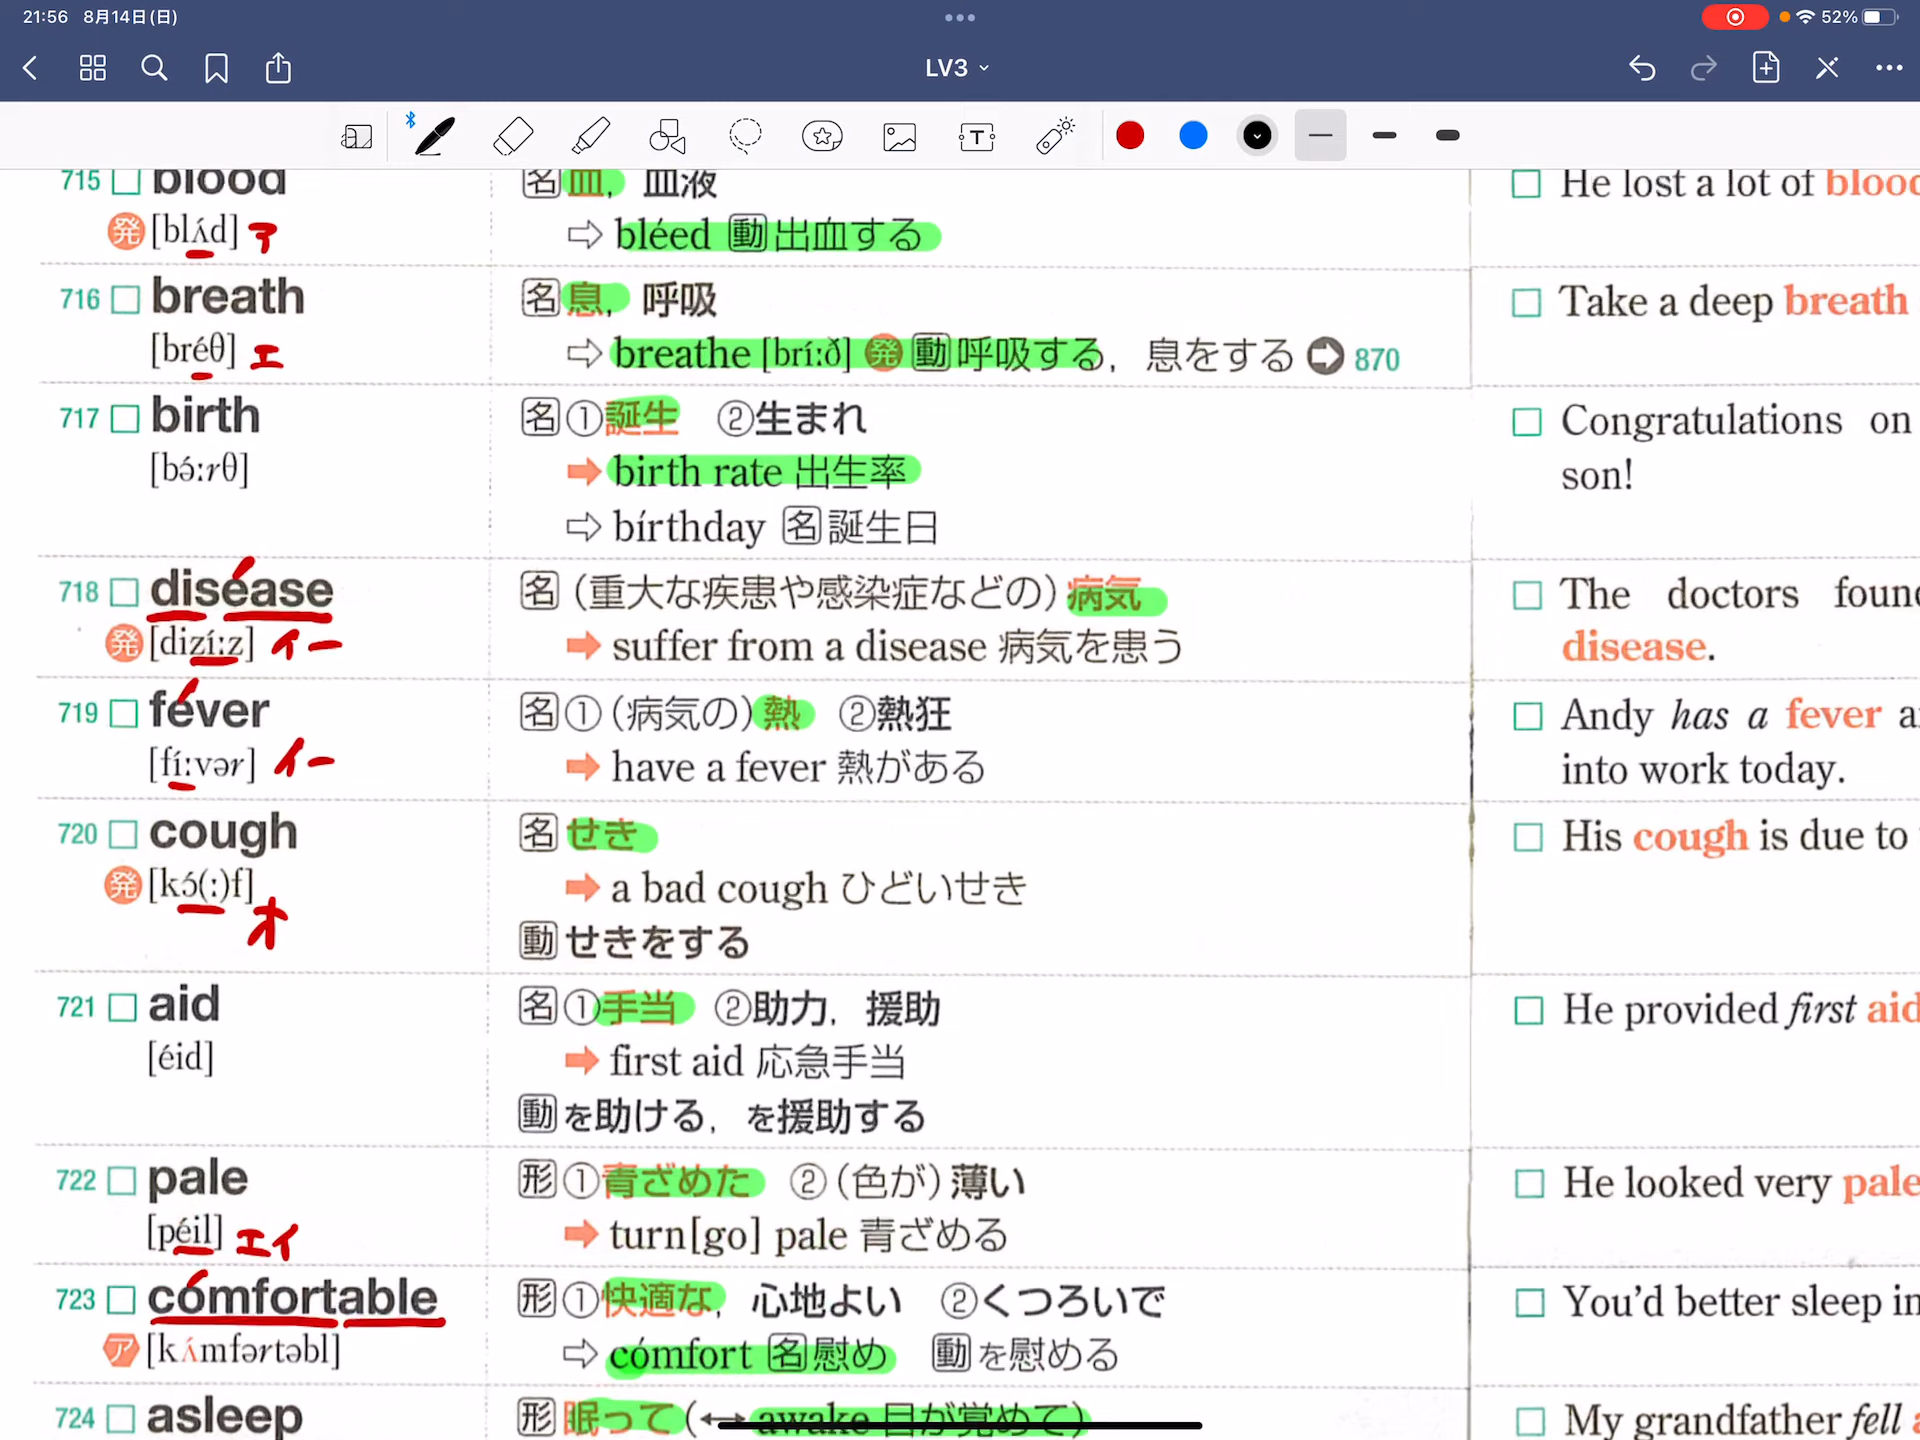 21:56 8月14日(日)
52%
LV3
715 blood 名 血, 血液
He lost a lot of blood
発 [blʌ́d] ア ⇨ bléed 動 出血する
716 breath 名 息, 呼吸
Take a deep breath
[bréθ] エ ⇨ breathe [bríːð] 発 動 呼吸する, 息をする ➲ 870
717 birth 名 ①誕生 ②生まれ
Congratulations on
[bə́ːrθ] ➡ birth rate 出生率
son!
⇨ bírthday 名 誕生日
718 diséase 名 (重大な疾患や感染症などの) 病気
The doctors foun
発 [dizíːz] イー ➡ suffer from a disease 病気を患う
disease.
719 féver 名 ① (病気の) 熱 ②熱狂
Andy has a fever a
[fíːvər] イー ➡ have a fever 熱がある
into work today.
720 cough 名 せき
His cough is due to
発 [kɔ́(ː)f] オ ➡ a bad cough ひどいせき
動 せきをする
721 aid 名 ①手当 ②助力, 援助
He provided first aid
[éid] ➡ first aid 応急手当
動 を助ける, を援助する
722 pale 形 ①青ざめた ② (色が) 薄い
He looked very pale
[péil] エイ ➡ turn[go] pale 青ざめる
723 cómfortable 形 ①快適な, 心地よい ②くつろいで
You'd better sleep in
ア [kʌ́mfərtəbl] ⇨ cómfort 名 慰め 動 を慰める
724 asleep 形 眠って (⟷ awake 目が覚めて)
My grandfather fell